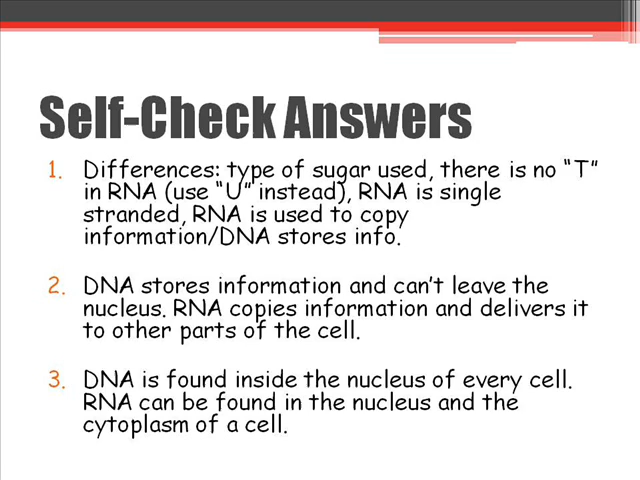 Self-Check Answers
1. Differences: type of sugar used, there is no “T”
in RNA (use “U” instead), RNA is single
stranded, RNA is used to copy
information/DNA stores info.
2. DNA stores information and can’t leave the
nucleus. RNA copies information and delivers it
to other parts of the cell.
3. DNA is found inside the nucleus of every cell.
RNA can be found in the nucleus and the
cytoplasm of a cell.